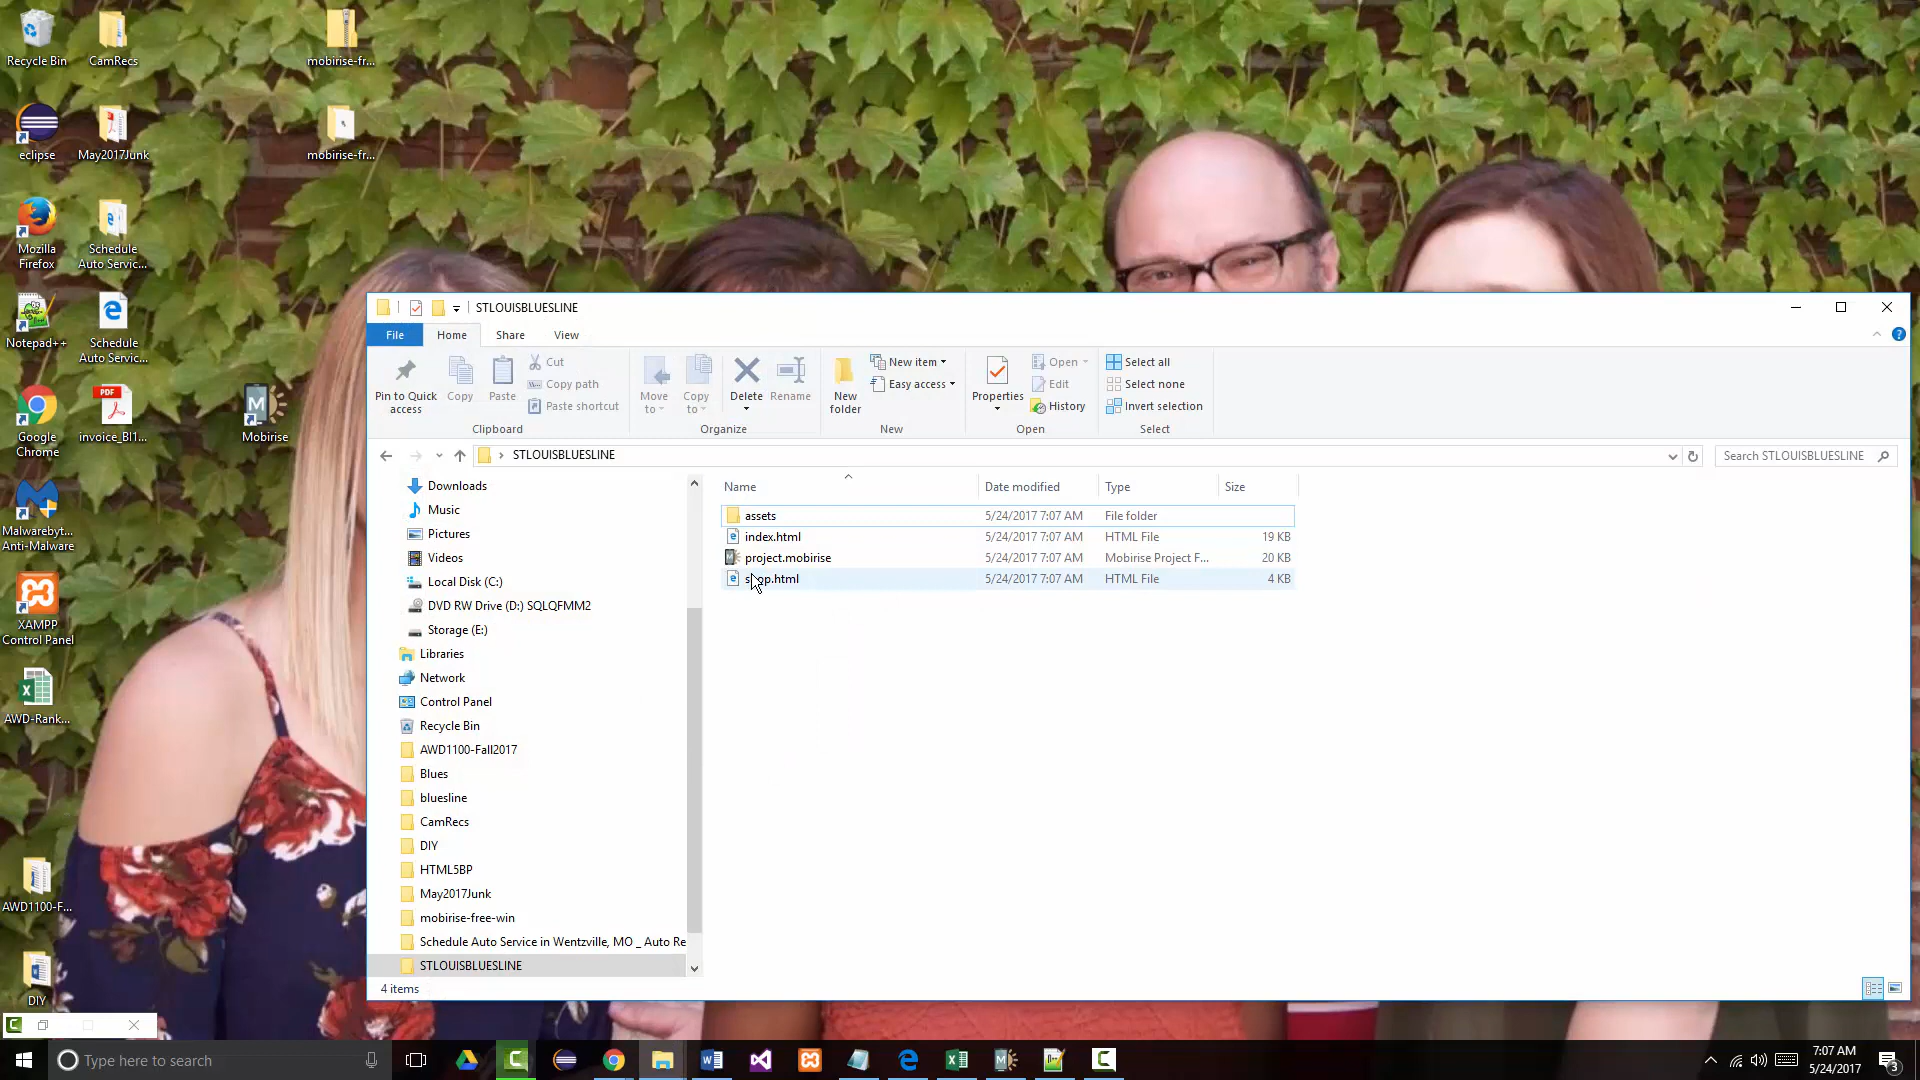 Recycle Bin
CamRecs
mobirise-fr...
eclipse
May2017Junk
mobirise-fr...
Mozilla
Firefox
Schedule
Auto Servic...
Notepad++
Schedule
Auto Servic...
Google
Chrome
PDF
invoice_BI1...
Mobirise
Malwarebyt...
Anti-Malware
XAMPP
Control Panel
AWD-Rank...
AWD1100-F...
DIY
STLOUISBLUESLINE
File
Home
Share
View
Pin to Quick
access
Copy
Paste
Cut
Copy path
Paste shortcut
Clipboard
Move
to
Copy
to
Delete
Rename
Organize
New
folder
New item
Easy access
New
Properties
Open
Edit
History
Open
Select all
Select none
Invert selection
Select
STLOUISBLUESLINE
Search STLOUISBLUESLINE
Downloads
Music
Pictures
Videos
Local Disk (C:)
DVD RW Drive (D:) SQLQFMM2
Storage (E:)
Libraries
Network
Control Panel
Recycle Bin
AWD1100-Fall2017
Blues
bluesline
CamRecs
DIY
HTML5BP
May2017Junk
mobirise-free-win
Schedule Auto Service in Wentzville, MO _ Auto Re
STLOUISBLUESLINE
Name Date modified Type Size
assets 5/24/2017 7:07 AM File folder
index.html 5/24/2017 7:07 AM HTML File 19 KB
project.mobirise 5/24/2017 7:07 AM Mobirise Project F... 20 KB
5/24/2017 7:07 AM HTML File 4 KB
4 items
Type here to search
7:07 AM
5/24/2017
3